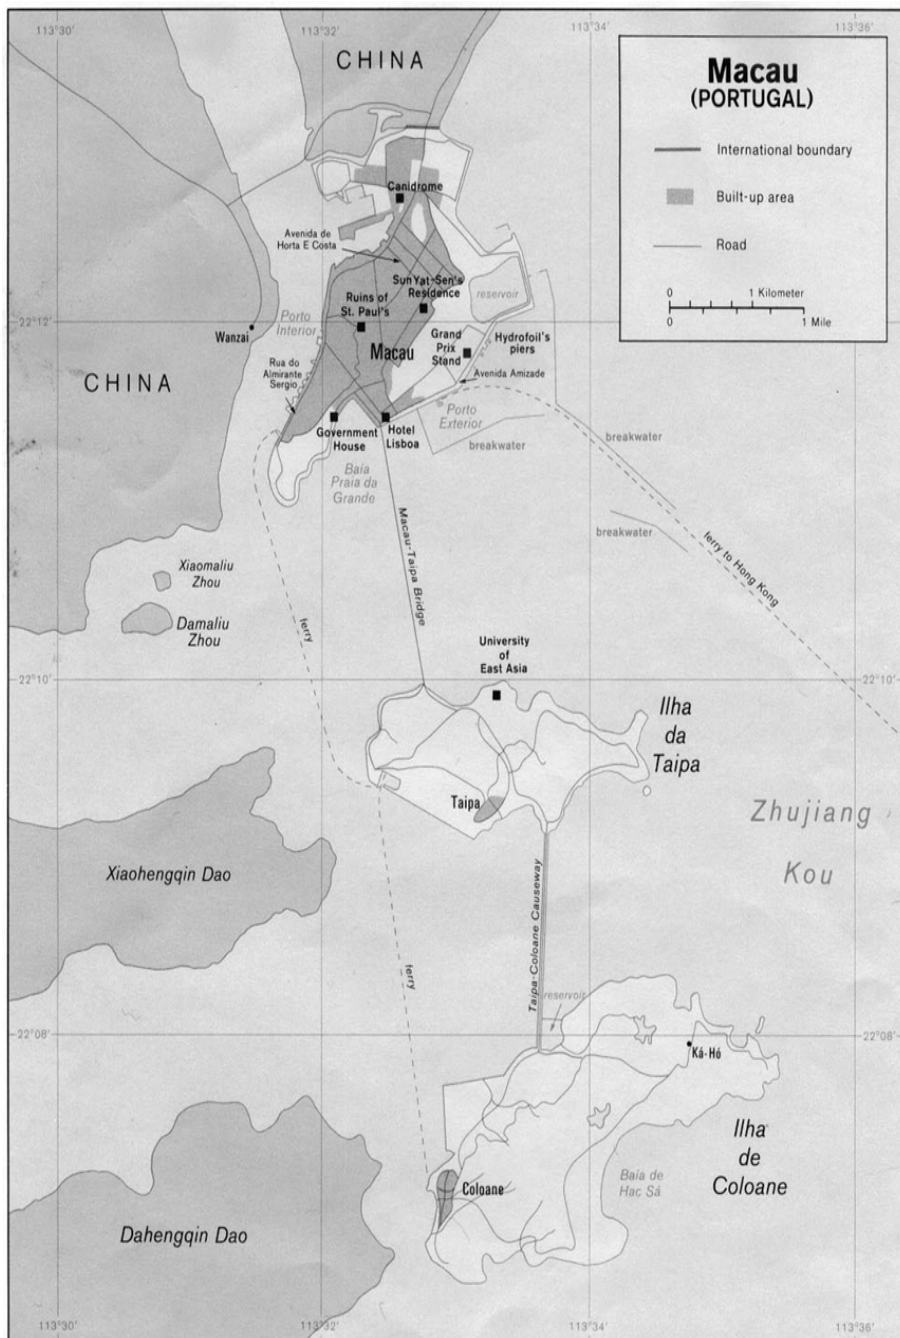 113°30'
113°32'
113°34'
113°36'
CHINA
Macau
(PORTUGAL)
International boundary
Built-up area
Road
0 1 Kilometer
0 1 Mile
Canidrome
Avenida de
Horta E Costa
Sun Yat-Sen's
Residence
reservoir
Ruins of
St. Paul's
Porto
Interior
22°12'
22°12'
Wanzai
Macau
Grand
Prix
Stand
Hydrofoil's
piers
Rua do
Almirante
Sergio
Avenida Amizade
CHINA
Porto
Exterior
Government
House
Hotel
Lisboa
breakwater
breakwater
Baía
Praia da
Grande
Macau-Taipa Bridge
breakwater
ferry to Hong Kong
Xiaomaliu
Zhou
Damaliu
Zhou
ferry
University
of
East Asia
22°10'
22°10'
Ilha
da
Taipa
Taipa
Zhujiang
Kou
Xiaohengqin Dao
Taipa-Coloane Causeway
ferry
reservoir
22°08'
22°08'
Ká-Hó
Ilha
de
Coloane
Baía de
Hac Sá
Coloane
Dahengqin Dao
113°30'
113°32'
113°34'
113°36'